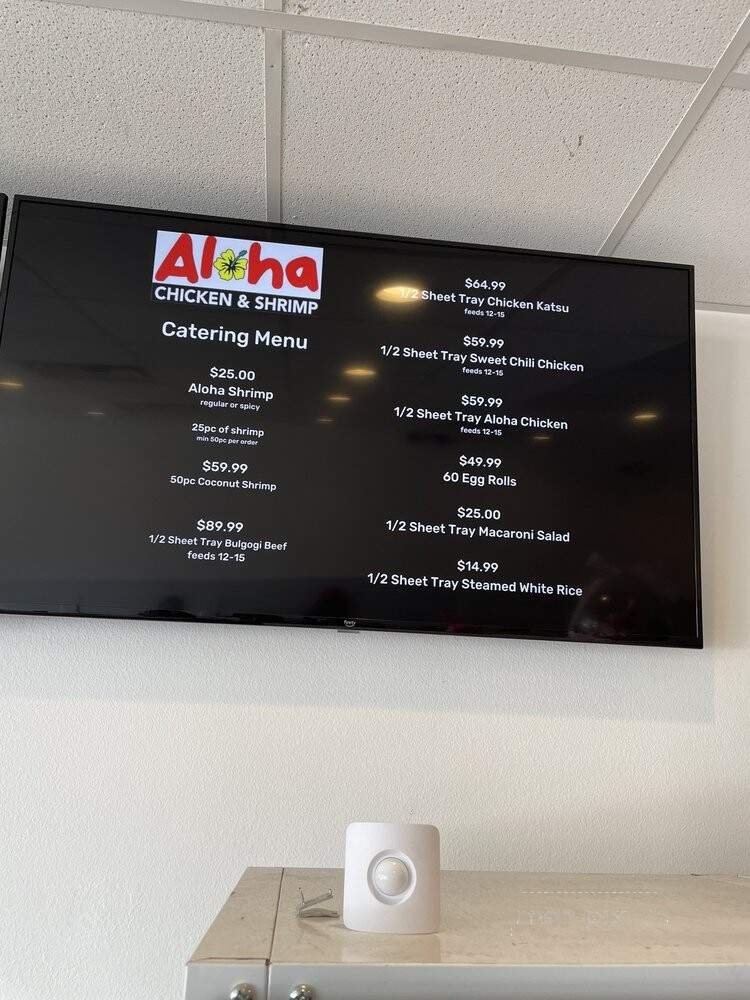 Aloha
CHICKEN & SHRIMP
Catering Menu
$25.00
Aloha Shrimp
regular or spicy
25pc of shrimp
min 50pc per order
$59.99
50pc Coconut Shrimp
$89.99
1/2 Sheet Tray Bulgogi Beef
feeds 12-15
$64.99
1/2 Sheet Tray Chicken Katsu
feeds 12-15
$59.99
1/2 Sheet Tray Sweet Chili Chicken
feeds 12-15
$59.99
1/2 Sheet Tray Aloha Chicken
feeds 12-15
$49.99
60 Egg Rolls
$25.00
1/2 Sheet Tray Macaroni Salad
$14.99
1/2 Sheet Tray Steamed White Rice
firetv